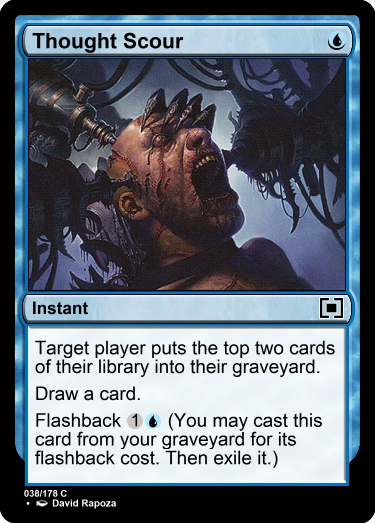 Thought Scour
Instant
Target player puts the top two cards
of their library into their graveyard.
Draw a card.
Flashback 1 (You may cast this
card from your graveyard for its
flashback cost. Then exile it.)
038/178 C
• David Rapoza